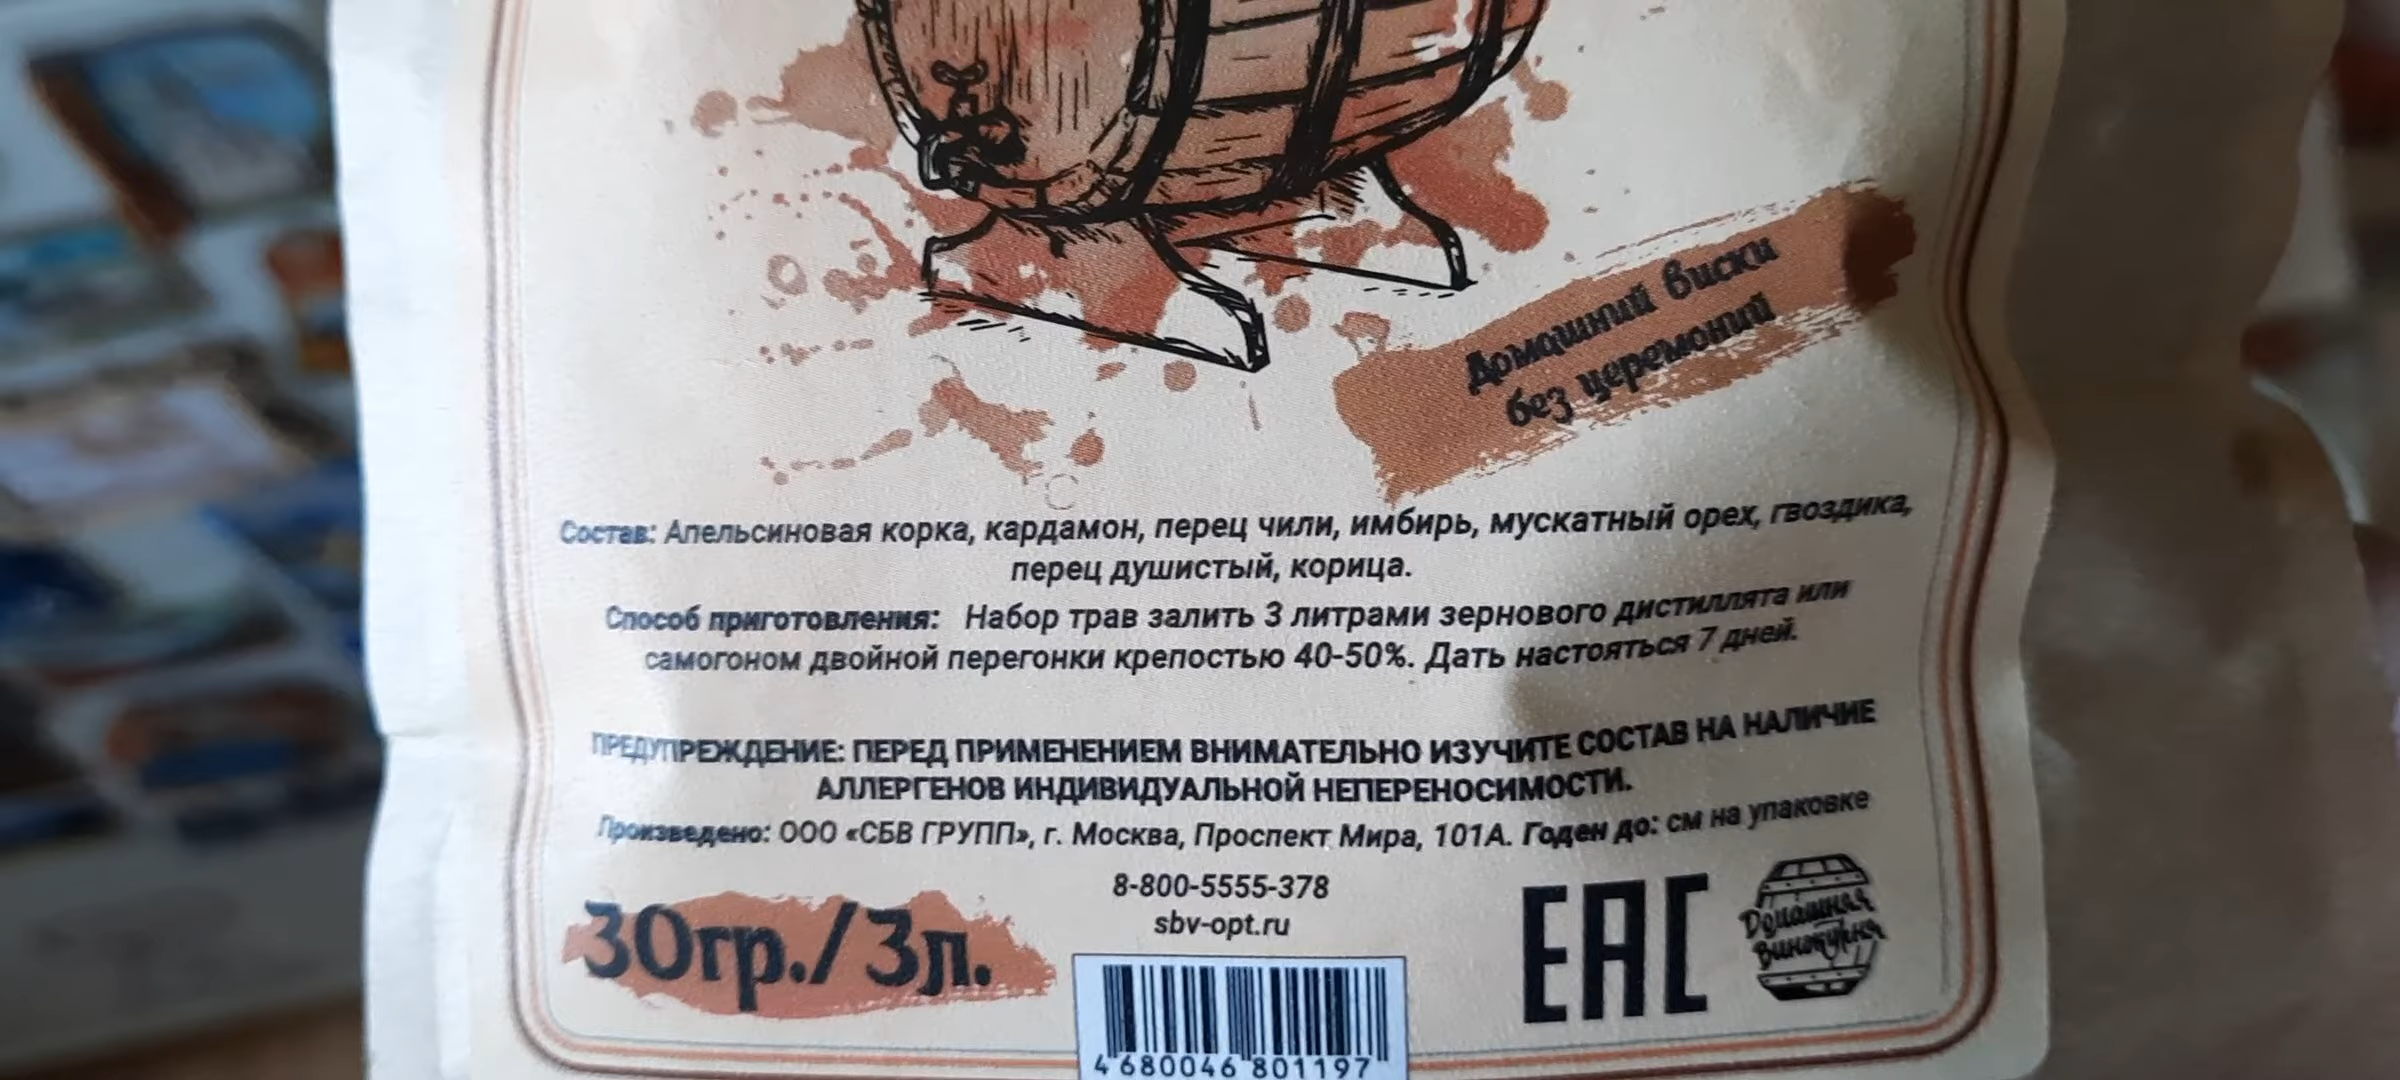 Домашний виски
без церемоний
Состав: Апельсиновая корка, кардамон, перец чили, имбирь, мускатный орех, гвоздика,
перец душистый, корица.
Способ приготовления: Набор трав залить 3 литрами зернового дистиллята или
самогоном двойной перегонки крепостью 40-50%. Дать настояться 7 дней.
ПРЕДУПРЕЖДЕНИЕ: ПЕРЕД ПРИМЕНЕНИЕМ ВНИМАТЕЛЬНО ИЗУЧИТЕ СОСТАВ НА НАЛИЧИЕ
АЛЛЕРГЕНОВ ИНДИВИДУАЛЬНОЙ НЕПЕРЕНОСИМОСТИ.
Произведено: ООО «СБВ ГРУПП», г. Москва, Проспект Мира, 101А. Годен до: см на упаковке
8-800-5555-378
sbv-opt.ru
30гр./3л.
EAC
Домашняя
Винокурня
4 680046 801197